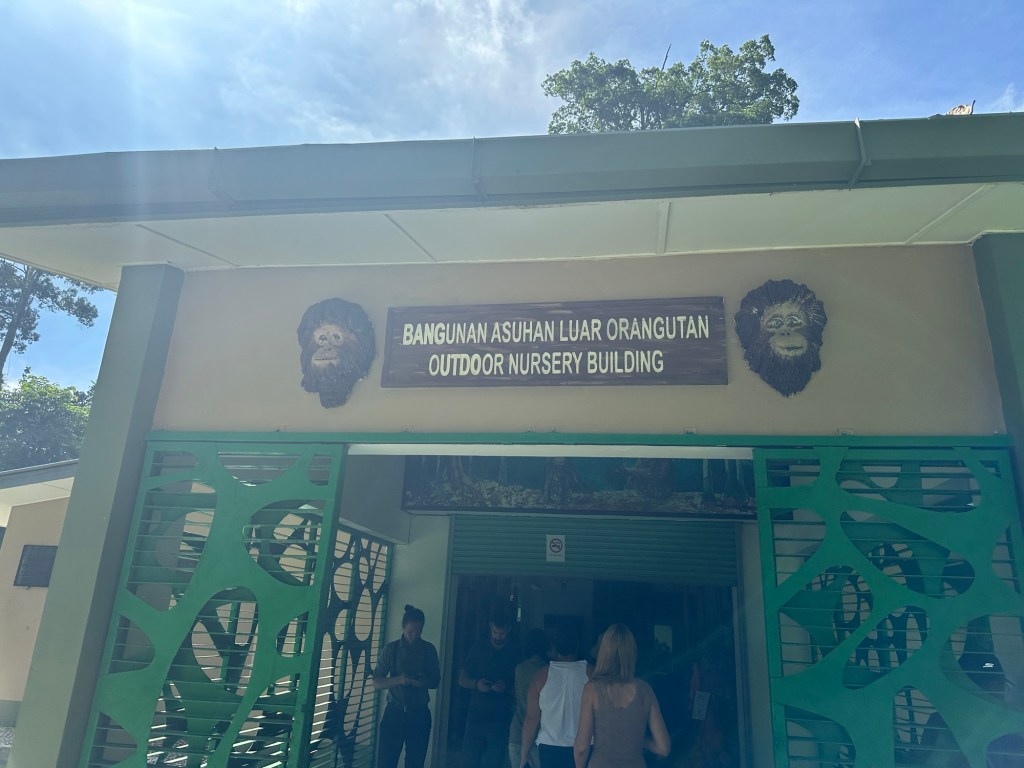 BANGUNAN ASUHAN LUAR ORANGUTAN
OUTDOOR NURSERY BUILDING